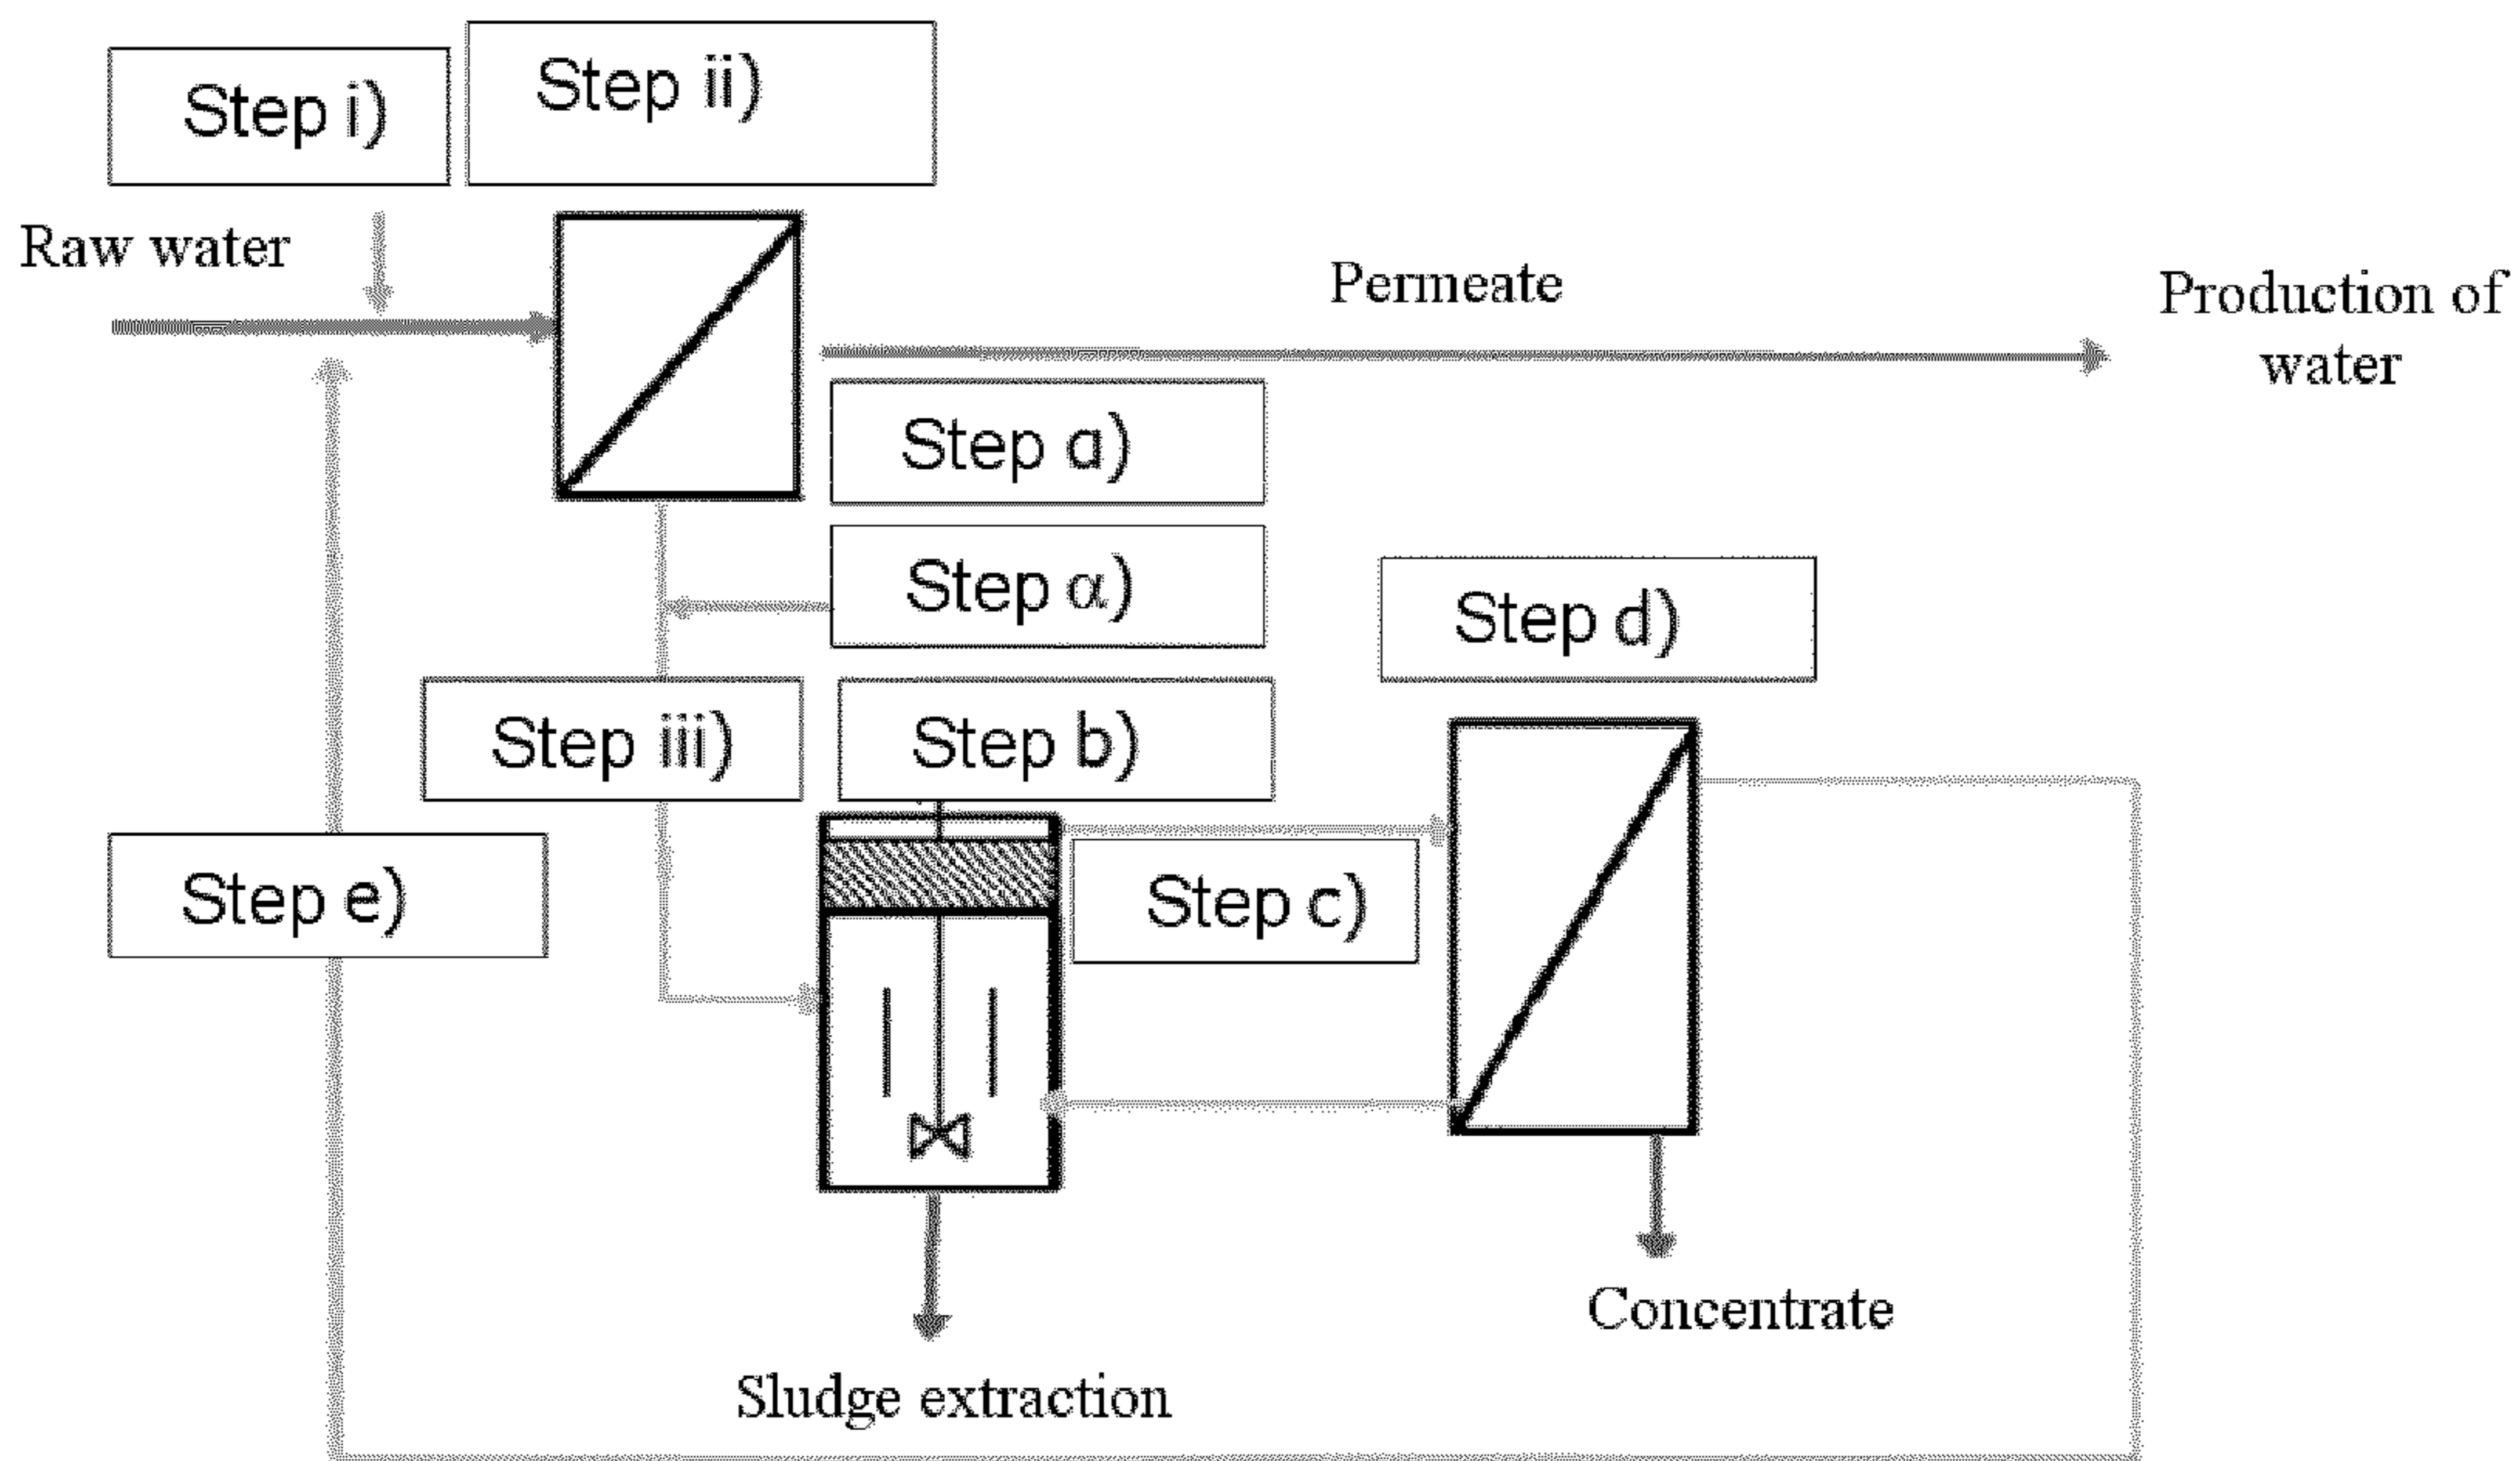 Step i)
Step ii)
Raw water
Permeate
Production of
water
Step a)
Step α)
Step d)
Step iii)
Step b)
Step e)
Step c)
Concentrate
Sludge extraction